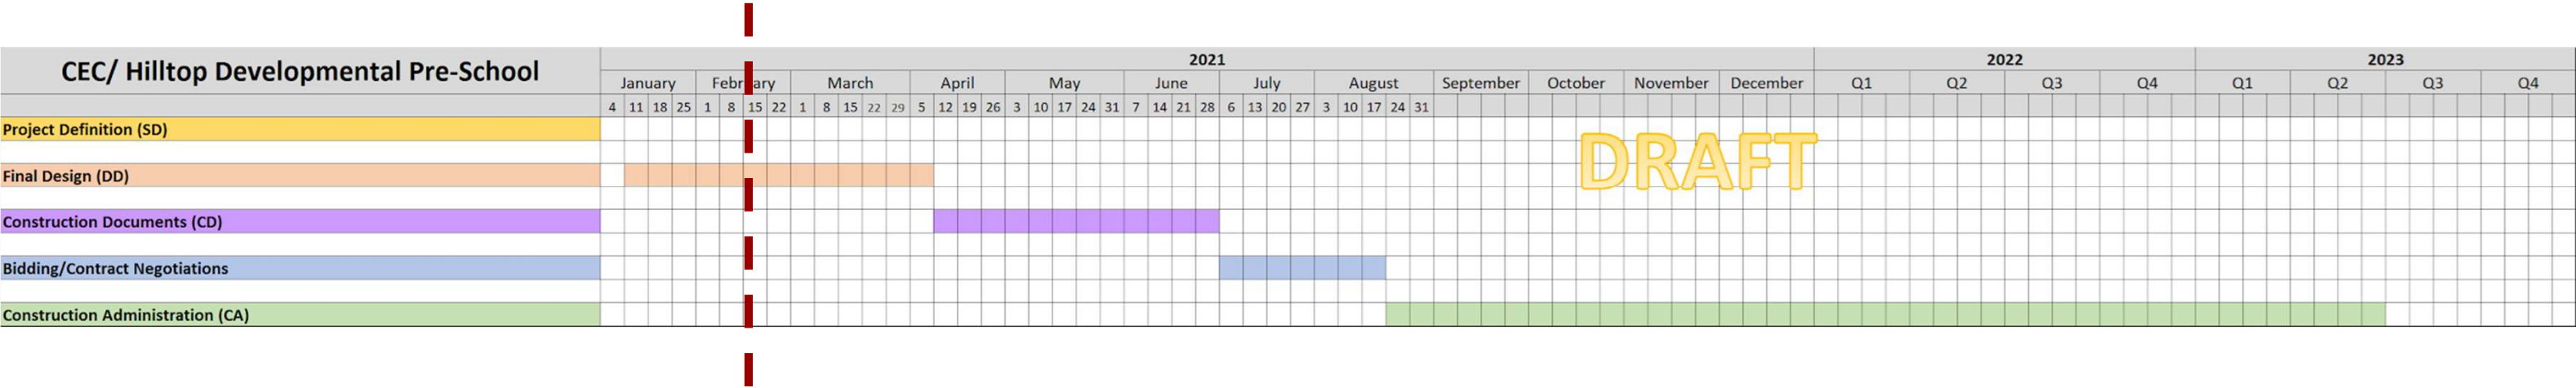 2021 2022 2023
CEC/ Hilltop Developmental Pre-School
January February March April May June July August September October November December Q1 Q2 Q3 Q4 Q1 Q2 Q3 Q4
4 11 18 25 1 8 15 22 1 8 15 22 29 5 12 19 26 3 10 17 24 31 7 14 21 28 6 13 20 27 3 10 17 24 31
Project Definition (SD)
DRAFT
Final Design (DD)
Construction Documents (CD)
Bidding/Contract Negotiations
Construction Administration (CA)